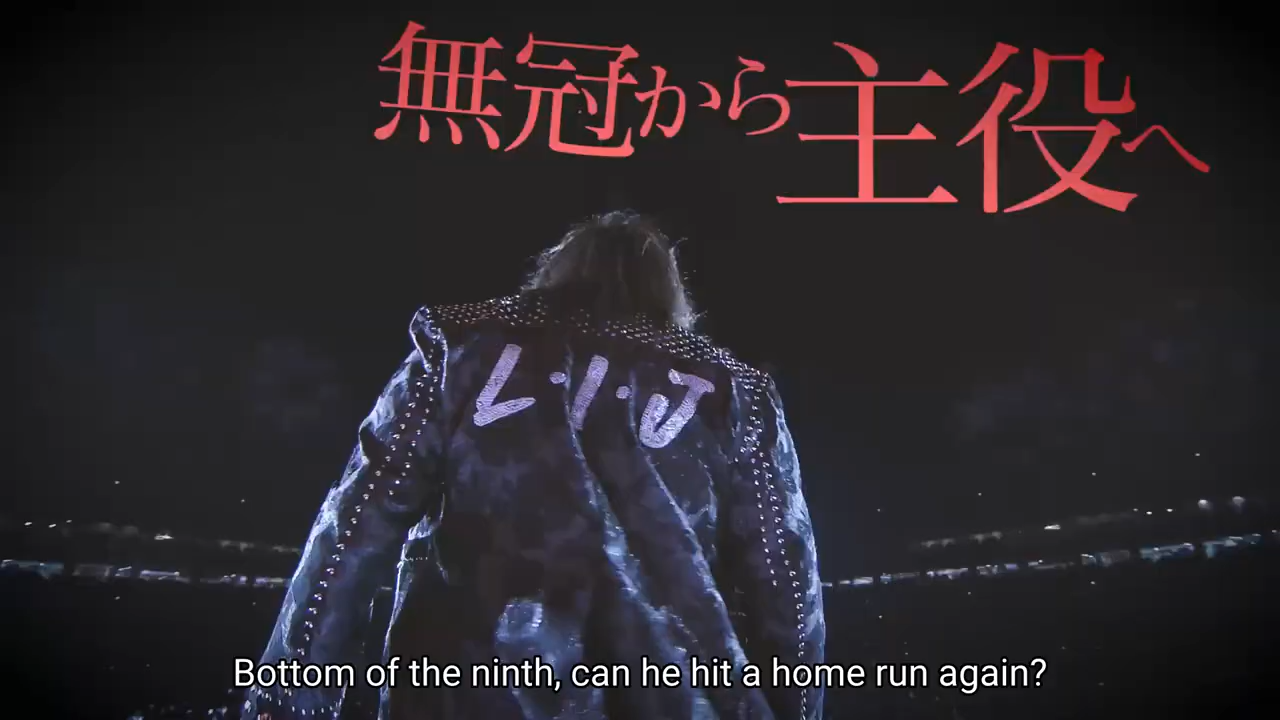 無冠から主役へ
L・I・J
Bottom of the ninth, can he hit a home run again?